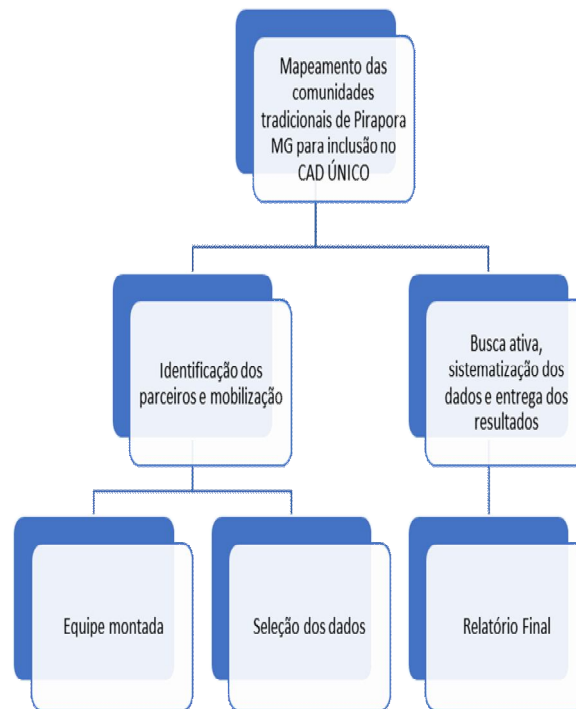 Mapeamento das
comunidades
tradicionais de Pirapora
MG para inclusão no
CAD ÚNICO
Identificação dos
parceiros e mobilização
Busca ativa,
sistematização dos
dados e entrega dos
resultados
Equipe montada
Seleção dos dados
Relatório Final